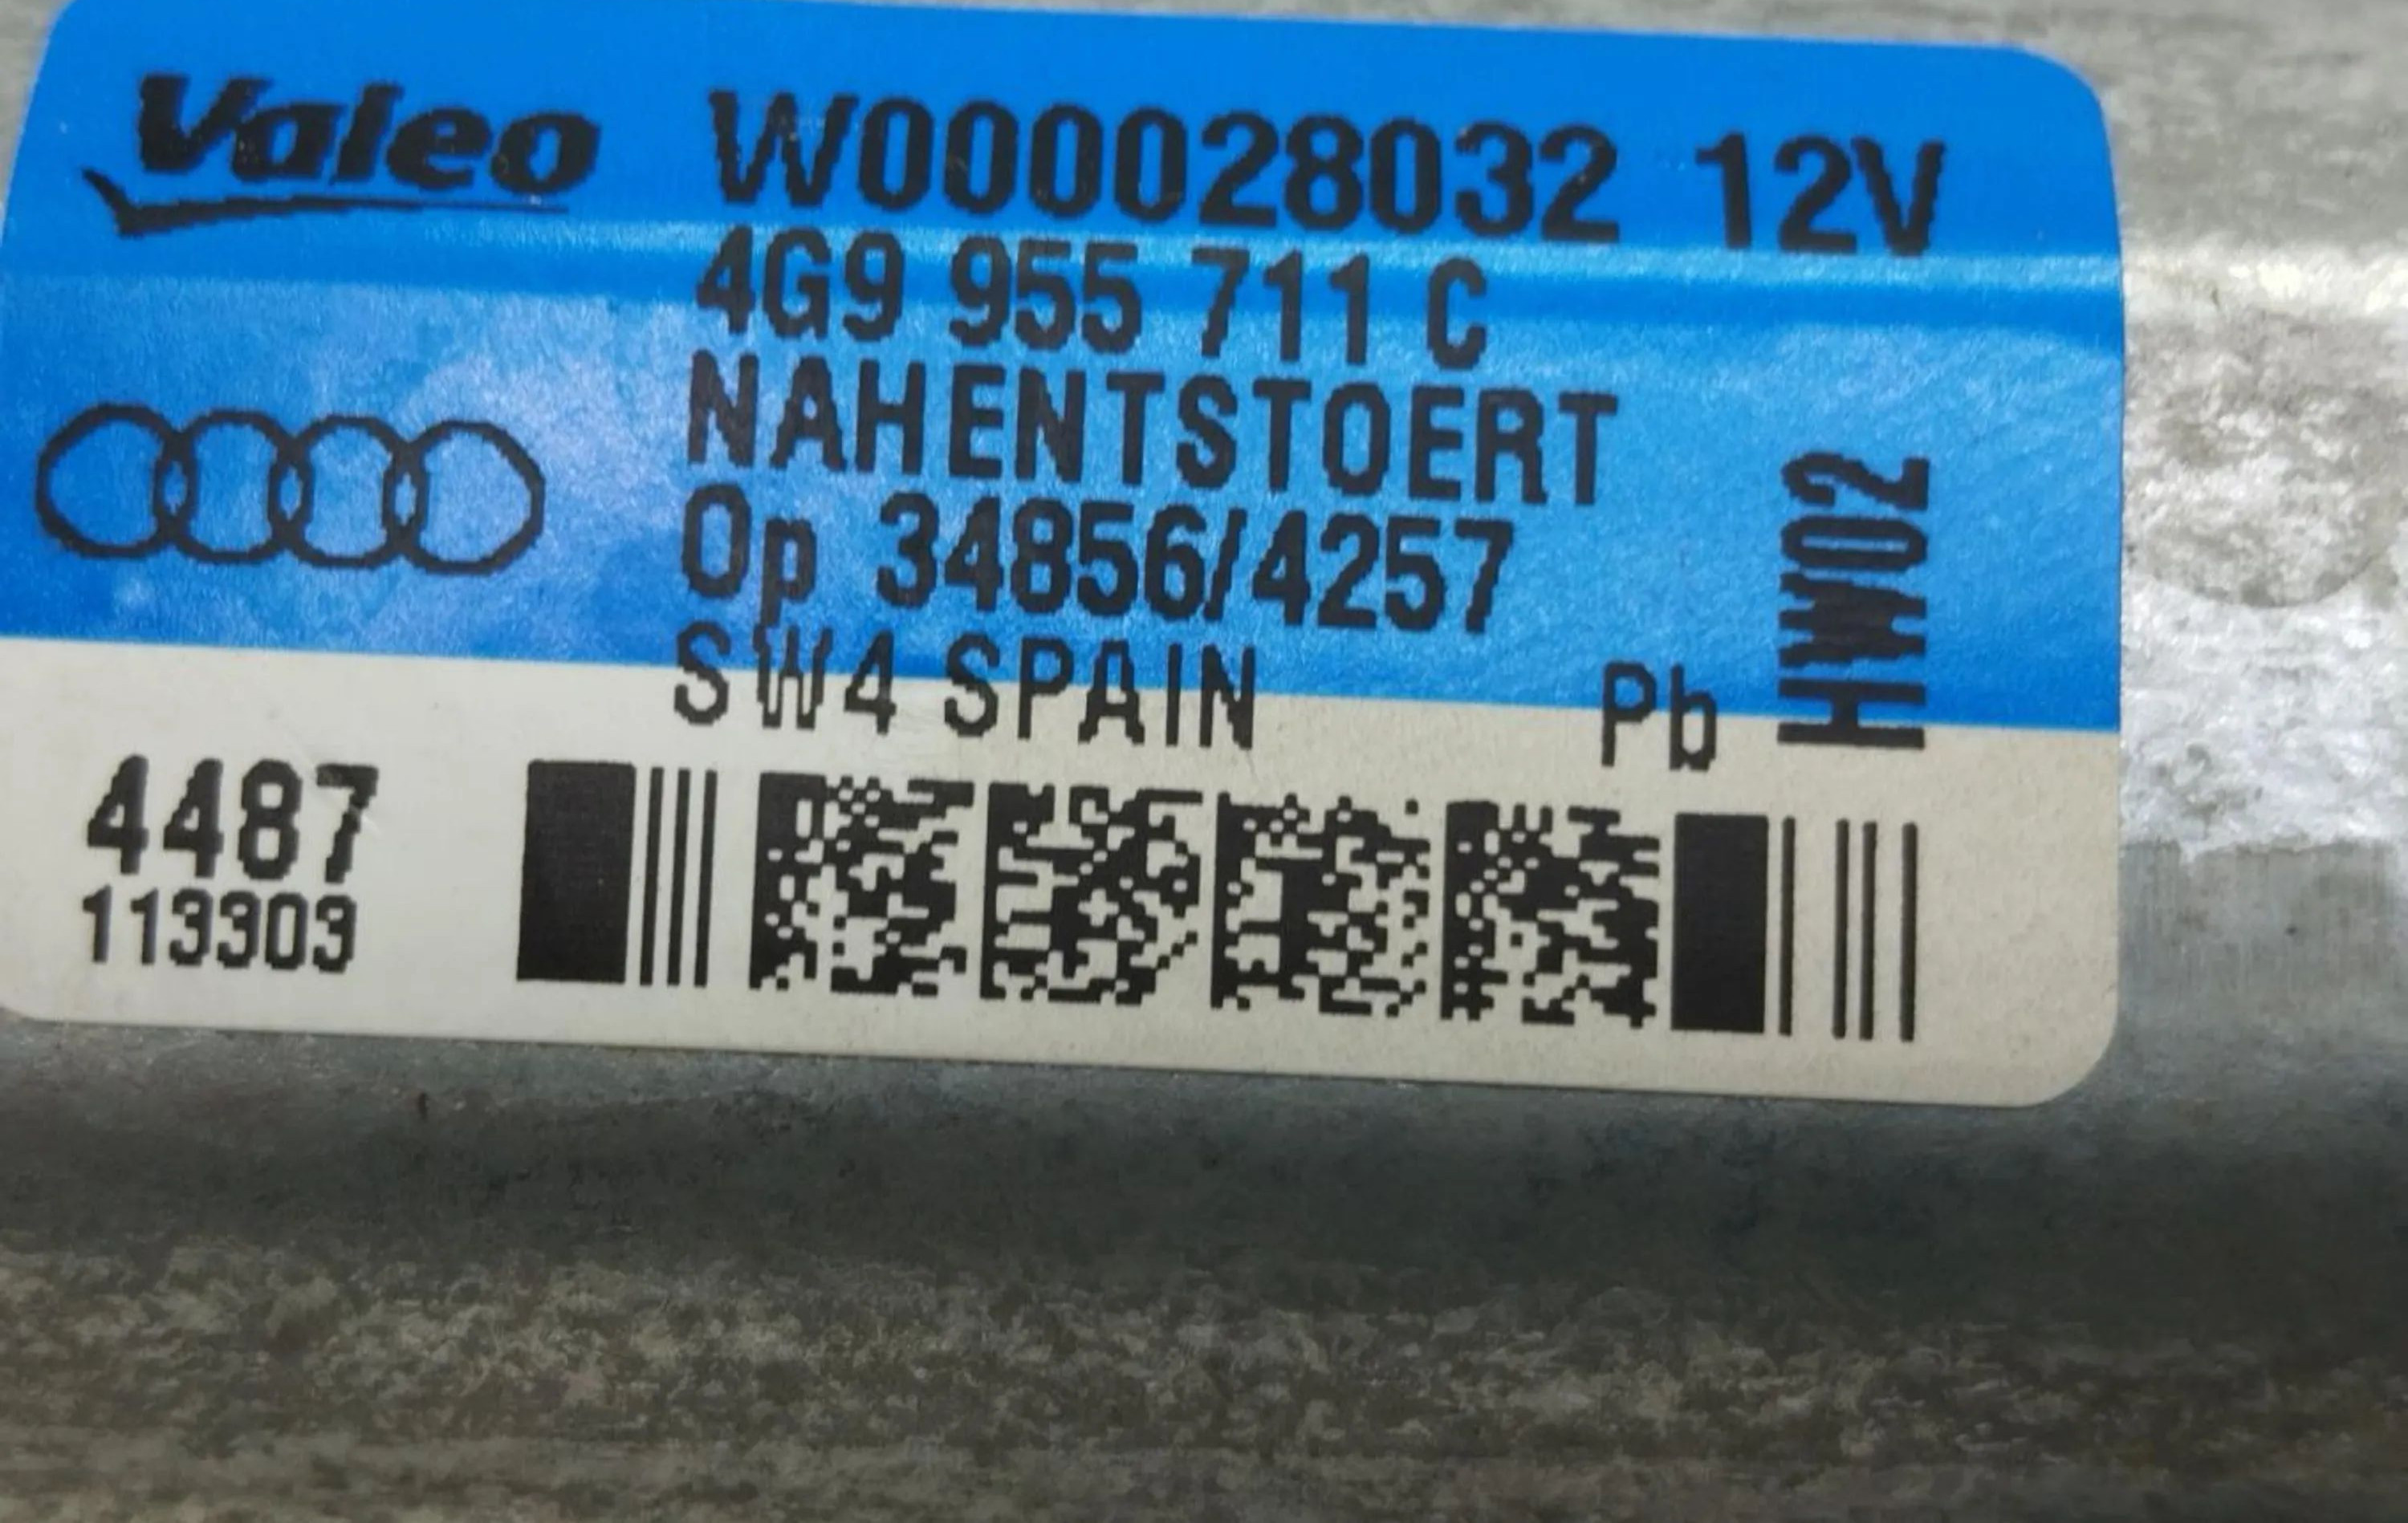 Valeo W000028032 12V
4G9 955 711 C
NAHENTSTOERT
Op 34856/4257
SW4 SPAIN
Pb
HW02
4487
113303